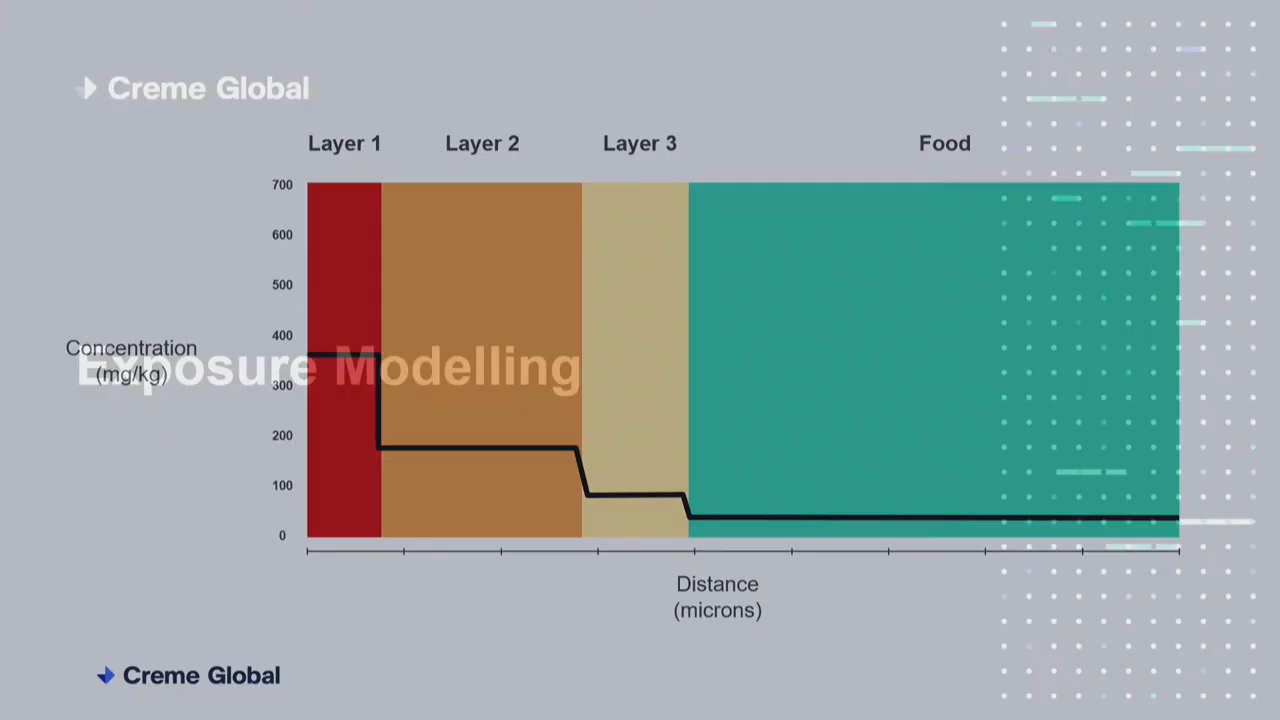 Creme Global
Layer 1 Layer 2 Layer 3 Food
700
600
500
400
300
200
100
0
Concentration
(mg/kg)
Exposure Modelling
Distance
(microns)
Creme Global